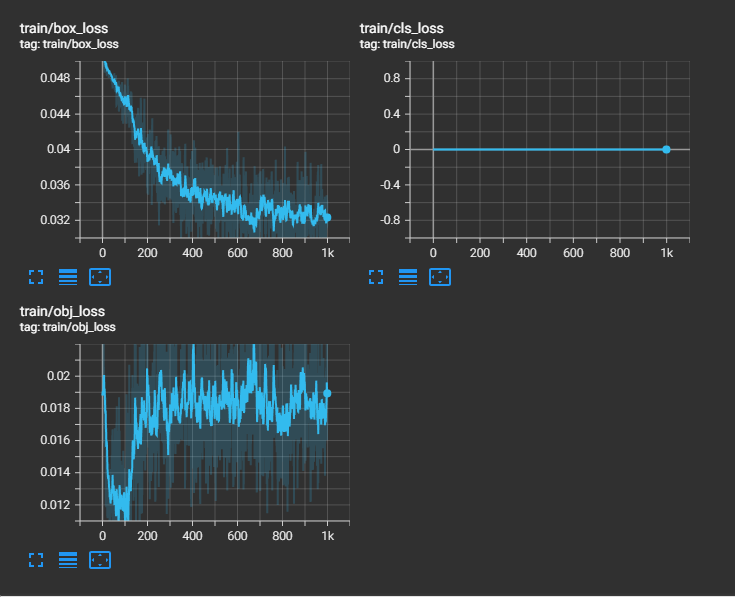 train/box_loss
tag: train/box_loss
0.048
0.044
0.04
0.036
0.032
0 200 400 600 800 1k
train/cls_loss
tag: train/cls_loss
0.8
0.4
0
-0.4
-0.8
0 200 400 600 800 1k
train/obj_loss
tag: train/obj_loss
0.02
0.018
0.016
0.014
0.012
0 200 400 600 800 1k